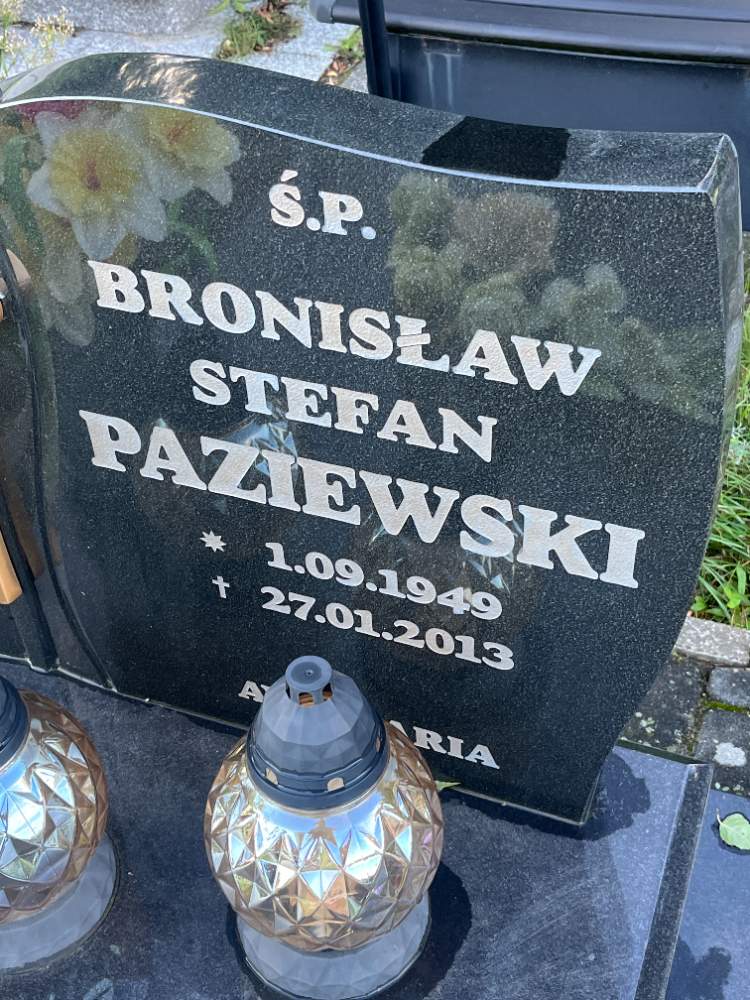 Ś.P.
BRONISŁAW
STEFAN
PAZIEWSKI
* 1.09.1949
✝ 27.01.2013